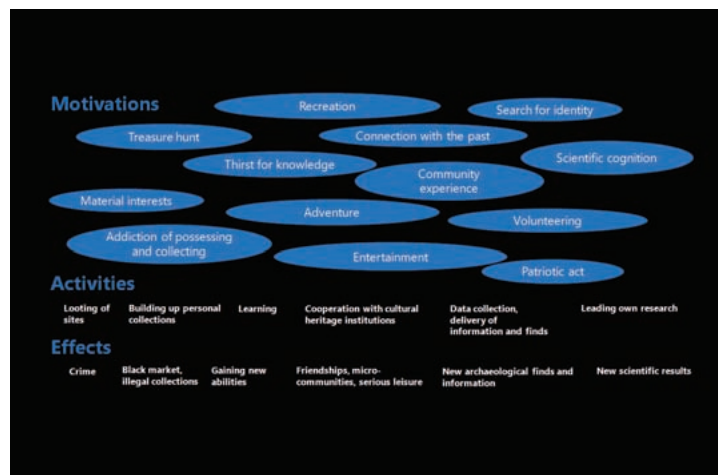 Motivations
Recreation
Search for identity
Treasure hunt
Connection with the past
Thirst for knowledge
Scientific cognition
Community
experience
Material interests
Adventure
Volunteering
Addiction of possessing
and collecting
Entertainment
Patriotic act
Activities
Looting of
sites
Building up personal
collections
Learning
Cooperation with cultural
heritage institutions
Data collection,
delivery of
information and finds
Leading own research
Effects
Crime
Black market,
illegal collections
Gaining new
abilities
Friendships, micro-
communities, serious leisure
New archaeological finds and
information
New scientific results